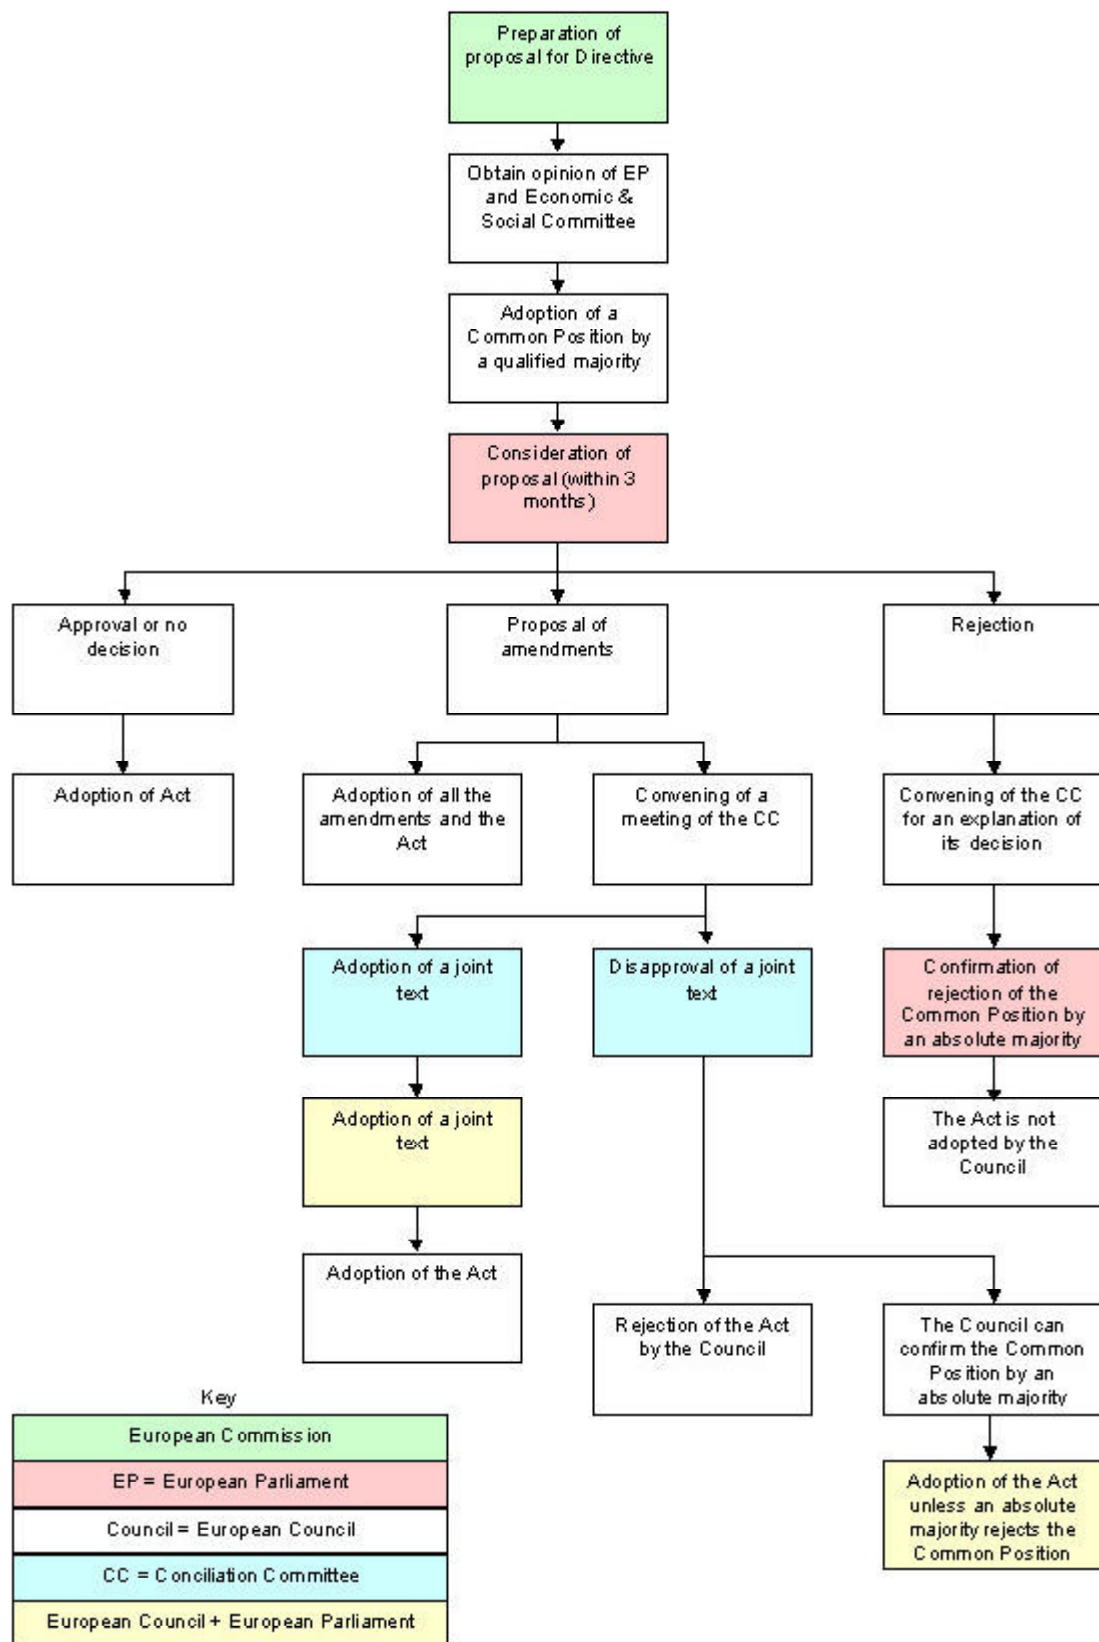 Preparation of
proposal for Directive
Obtain opinion of EP
and Economic &
Social Committee
Adoption of a
Common Position by
a qualified majority
Consideration of
proposal (within 3
months)
Approval or no
decision
Proposal of
amendments
Rejection
Adoption of Act
Adoption of all the
amendments and the
Act
Convening of a
meeting of the CC
Convening of the CC
for an explanation of
its decision
Adoption of a joint
text
Disapproval of a joint
text
Confirmation of
rejection of the
Common Position by
an absolute majority
Adoption of a joint
text
The Act is not
adopted by the
Council
Adoption of the Act
Rejection of the Act
by the Council
The Council can
confirm the Common
Position by an
absolute majority
Adoption of the Act
unless an absolute
majority rejects the
Common Position
Key
European Commission
EP = European Parliament
Council = European Council
CC = Conciliation Committee
European Council + European Parliament